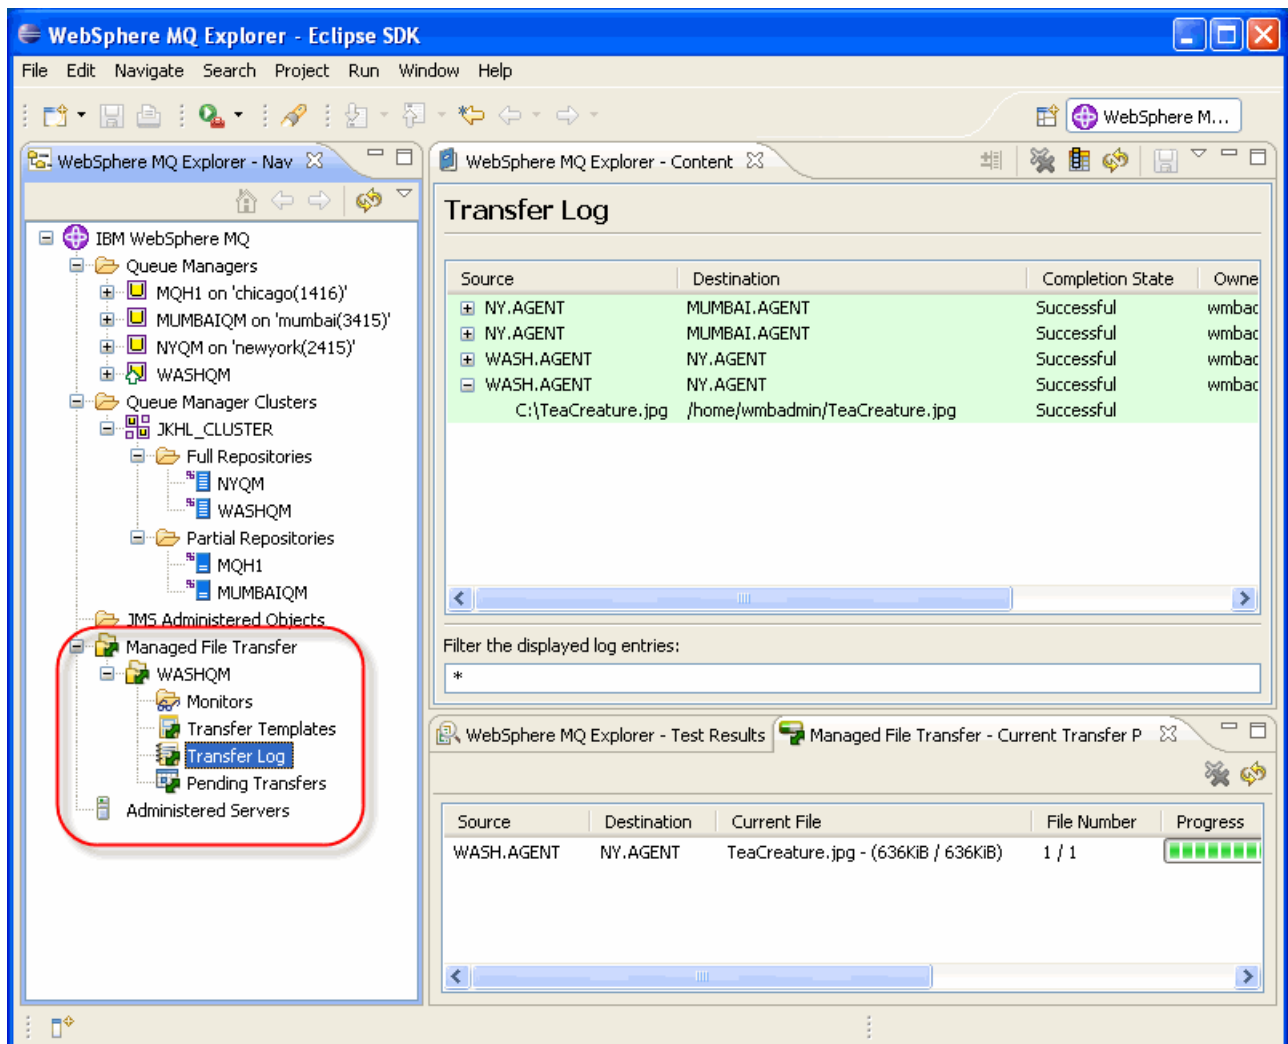 WebSphere MQ Explorer - Eclipse SDK
File Edit Navigate Search Project Run Window Help
WebSphere M...
WebSphere MQ Explorer - Nav
IBM WebSphere MQ
Queue Managers
MQH1 on 'chicago(1416)'
MUMBAIQM on 'mumbai(3415)'
NYQM on 'newyork(2415)'
WASHQM
Queue Manager Clusters
JKHL_CLUSTER
Full Repositories
NYQM
WASHQM
Partial Repositories
MQH1
MUMBAIQM
JMS Administered Objects
Managed File Transfer
WASHQM
Monitors
Transfer Templates
Transfer Log
Pending Transfers
Administered Servers
WebSphere MQ Explorer - Content
Transfer Log
Source Destination Completion State Owne
NY.AGENT MUMBAI.AGENT Successful wmbac
NY.AGENT MUMBAI.AGENT Successful wmbac
WASH.AGENT NY.AGENT Successful wmbac
WASH.AGENT NY.AGENT Successful wmbac
C:\TeaCreature.jpg /home/wmbadmin/TeaCreature.jpg Successful
Filter the displayed log entries:
*
WebSphere MQ Explorer - Test Results Managed File Transfer - Current Transfer P
Source Destination Current File File Number Progress
WASH.AGENT NY.AGENT TeaCreature.jpg - (636KiB / 636KiB) 1 / 1